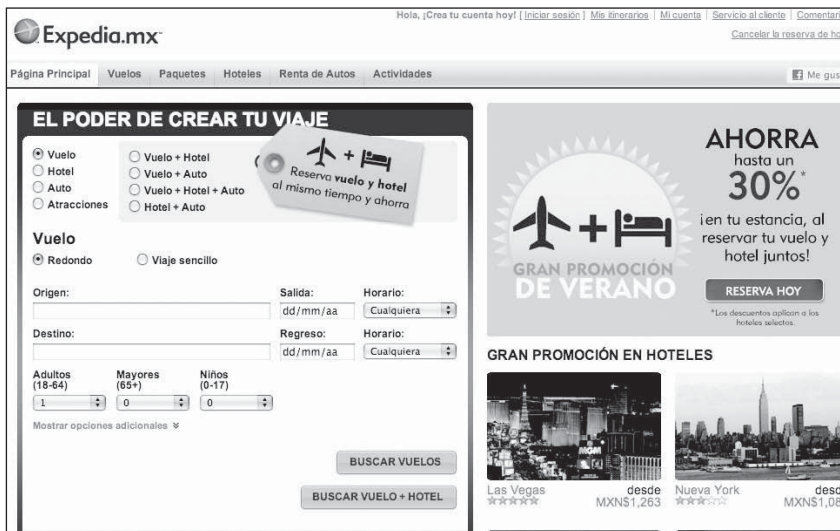 Hola, ¡Crea tu cuenta hoy! [ Iniciar sesión ] Mis itinerarios Mi cuenta Servicio al cliente
Cancelar la reserva de
Expedia.mx
Página Principal Vuelos Paquetes Hoteles Renta de Autos Actividades
Me
EL PODER DE CREAR TU VIAJE
Vuelo
Hotel
Auto
Atracciones
Vuelo + Hotel
Vuelo + Auto
Vuelo + Hotel + Auto
Hotel + Auto
+
Reserva vuelo y hotel
al mismo tiempo y ahorra
Vuelo
Redondo Viaje sencillo
Origen: Salida: Horario:
dd/mm/aa Cualquiera
Destino: Regreso: Horario:
dd/mm/aa Cualquiera
Adultos Mayores Niños
(18-64) (65+) (0-17)
1 0 0
Mostrar opciones adicionales
BUSCAR VUELOS
BUSCAR VUELO + HOTEL
+
GRAN PROMOCIÓN
DE VERANO
AHORRA
hasta un
30%*
¡en tu estancia, al
reservar tu vuelo y
hotel juntos!
RESERVA HOY
*Los descuentos aplican a los
hoteles selectos.
GRAN PROMOCIÓN EN HOTELES
MGM
Las Vegas desde
MXN$1,263
Nueva York
MXN$1,08